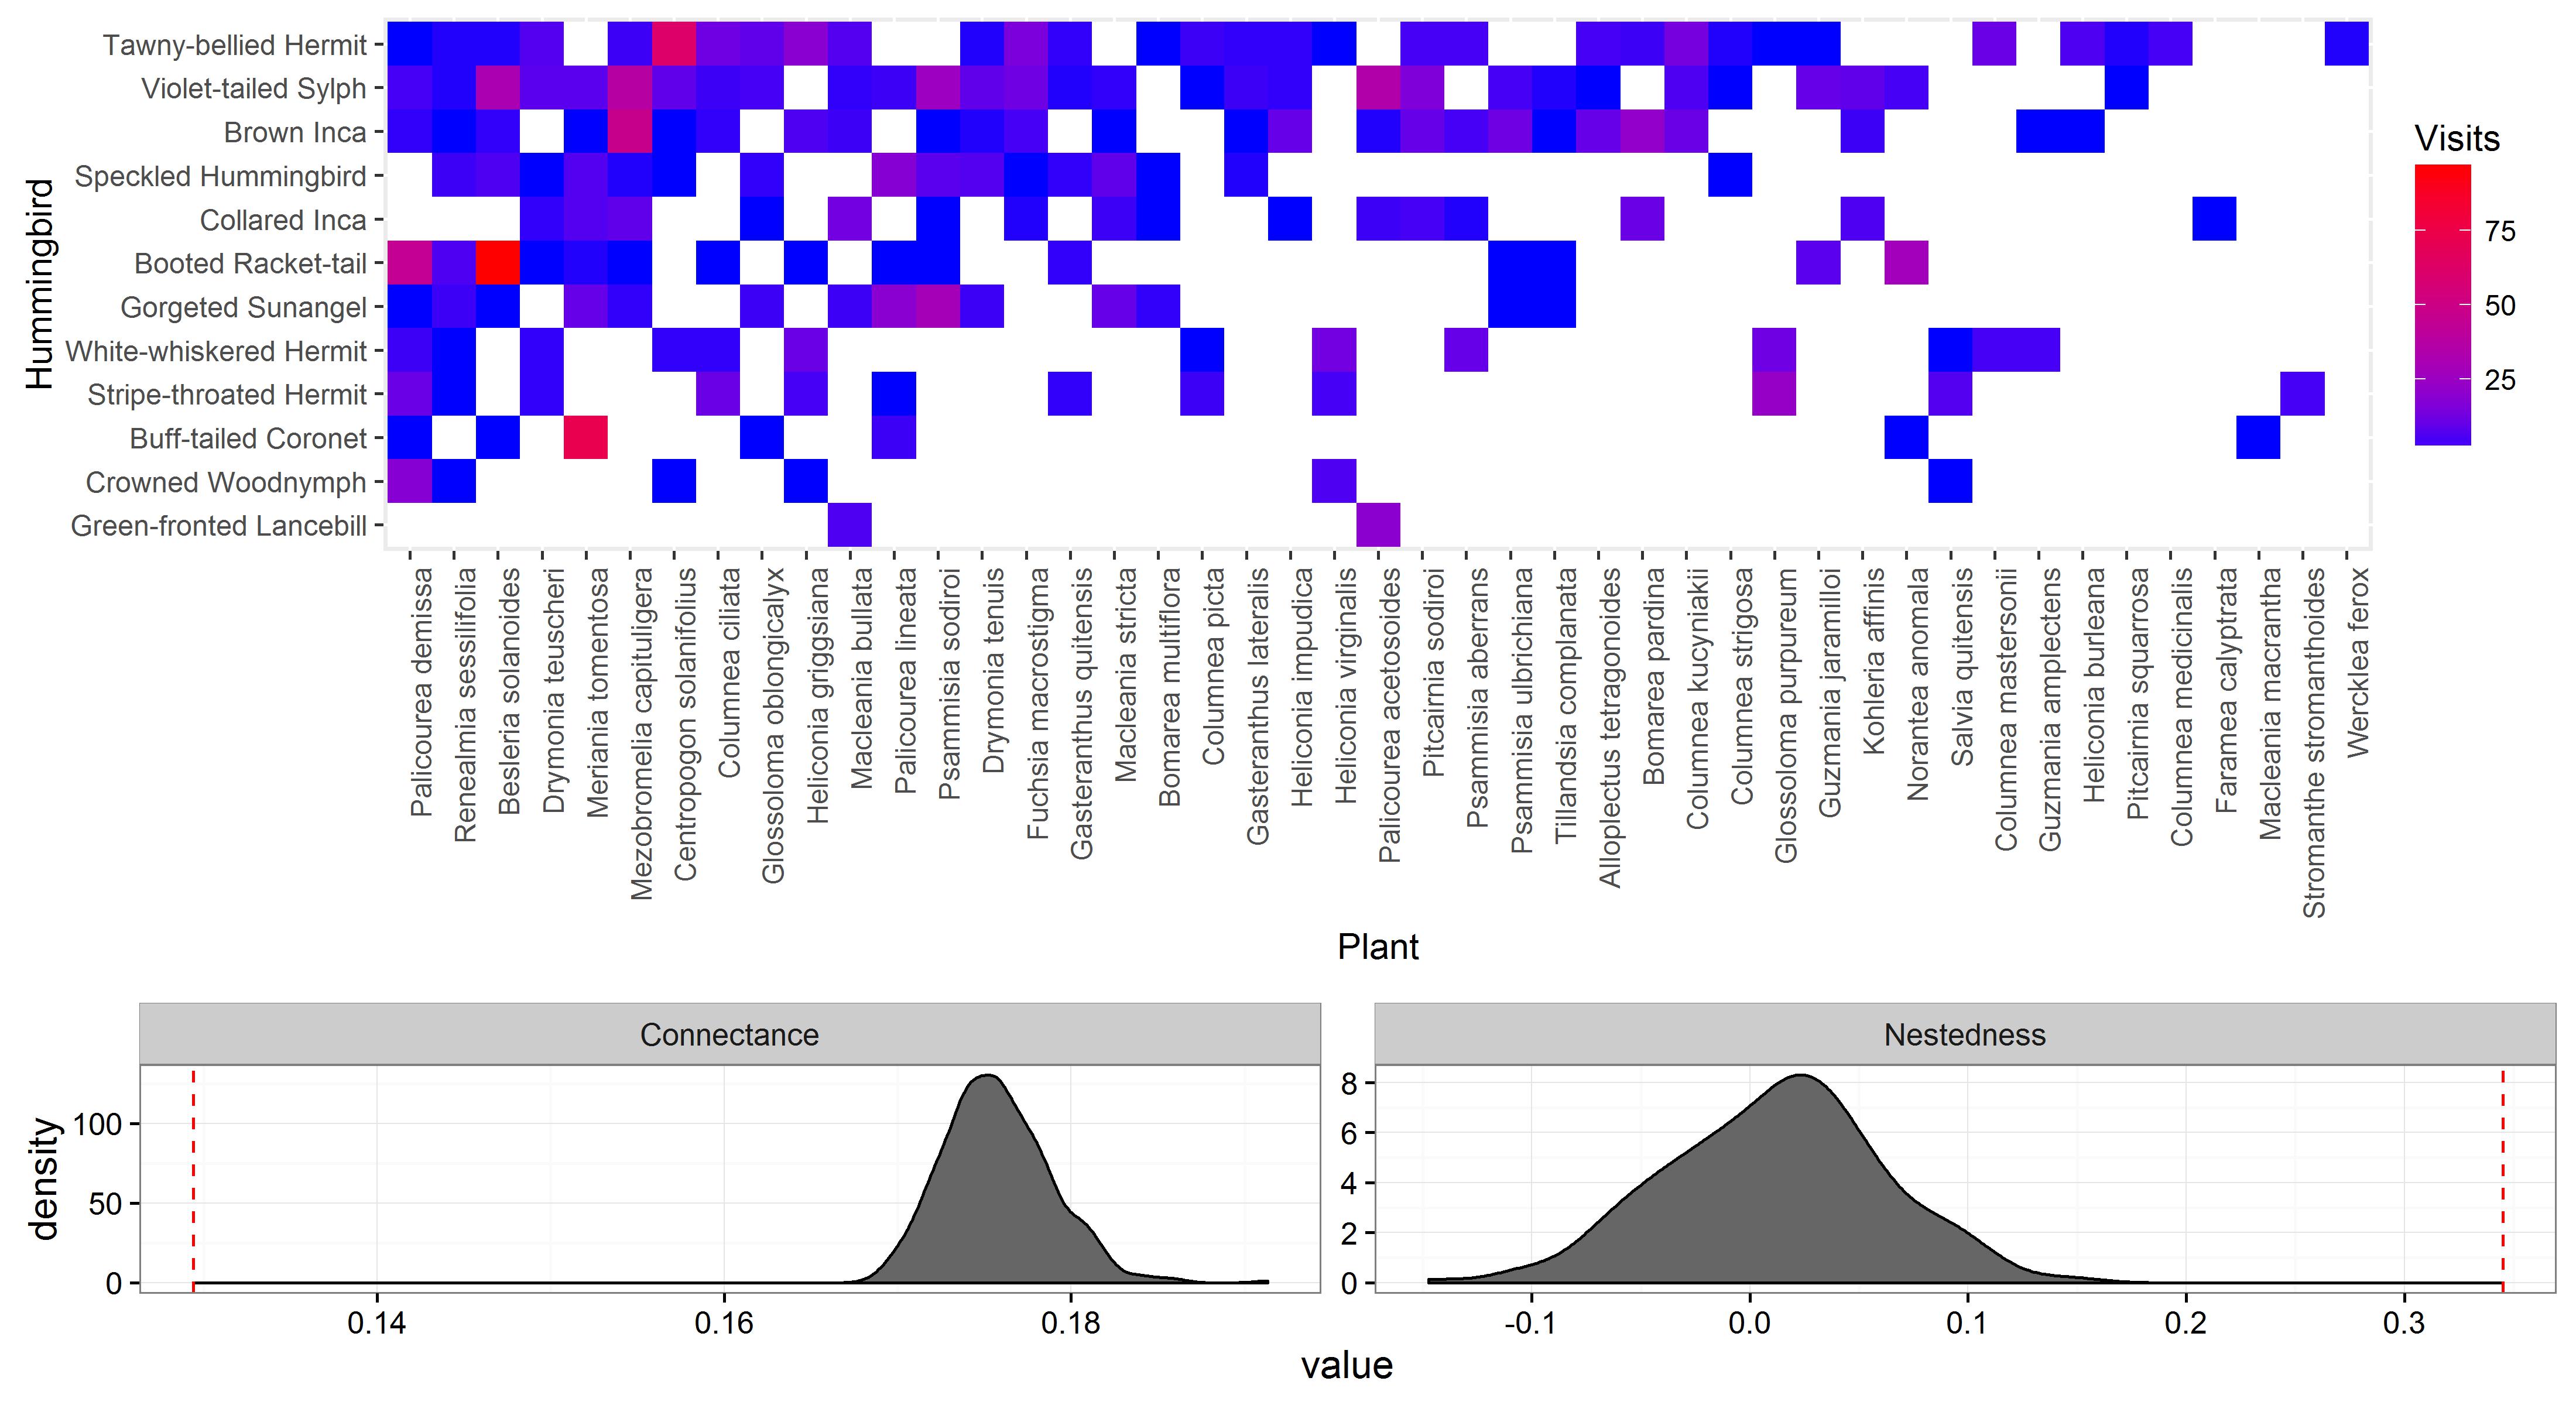 Hummingbird
Tawny-bellied Hermit
Violet-tailed Sylph
Brown Inca
Speckled Hummingbird
Collared Inca
Booted Racket-tail
Gorgeted Sunangel
White-whiskered Hermit
Stripe-throated Hermit
Buff-tailed Coronet
Crowned Woodnymph
Green-fronted Lancebill
Visits
75
50
25
Palicourea demissa
Renealmia sessilifolia
Besleria solanoides
Drymonia teuscheri
Meriania tomentosa
Mezobromelia capituligera
Centropogon solanifolius
Columnea ciliata
Glossoloma oblongicalyx
Heliconia griggsiana
Macleania bullata
Palicourea lineata
Psammisia sodiroi
Drymonia tenuis
Fuchsia macrostigma
Gasteranthus quitensis
Macleania stricta
Bomarea multiflora
Columnea picta
Gasteranthus lateralis
Heliconia impudica
Heliconia virginalis
Palicourea acetosoides
Pitcairnia sodiroi
Psammisia aberrans
Psammisia ulbrichiana
Tillandsia complanata
Alloplectus tetragonoides
Bomarea pardina
Columnea kucyniakii
Columnea strigosa
Glossoloma purpureum
Guzmania jaramilloi
Kohleria affinis
Norantea anomala
Salvia quitensis
Columnea mastersonii
Guzmania amplectens
Heliconia burleana
Pitcairnia squarrosa
Columnea medicinalis
Faramea calyptrata
Macleania macrantha
Stromanthe stromanthoides
Wercklea ferox
Plant
Connectance
Nestedness
density
100
50
0
8
6
4
2
0
0.14
0.16
0.18
-0.1
0.0
0.1
0.2
0.3
value